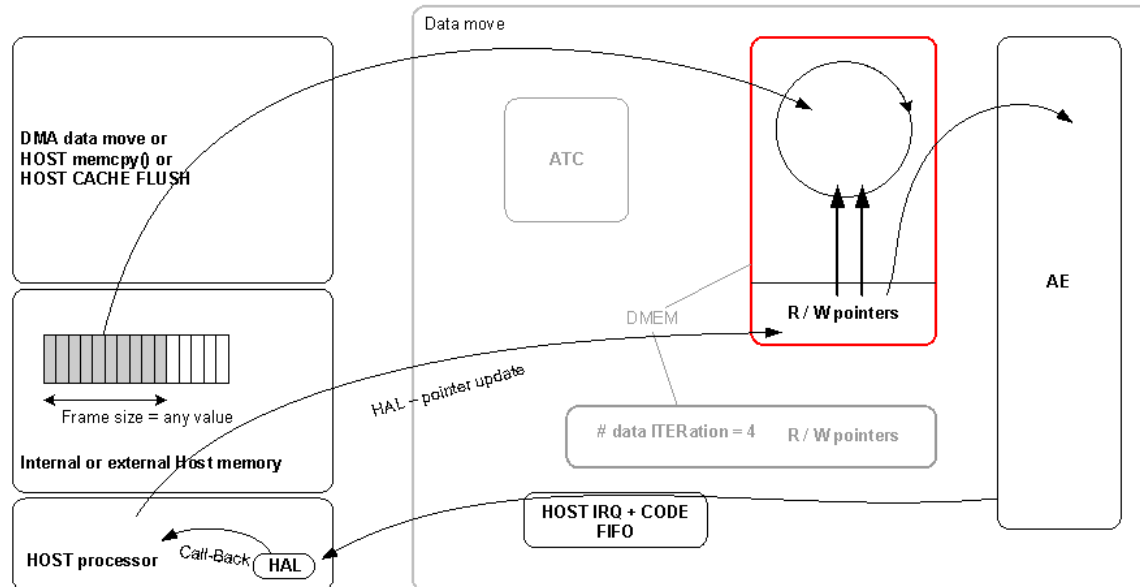 Data move
DMA data move or
HOST memcpy() or
HOST CACHE FLUSH
ATC
AE
R / W pointers
DMEM
HAL – pointer update
Frame size = any value
# data ITERation = 4 R / W pointers
Internal or external Host memory
HOST IRQ + CODE
FIFO
HOST processor
Call-Back
HAL